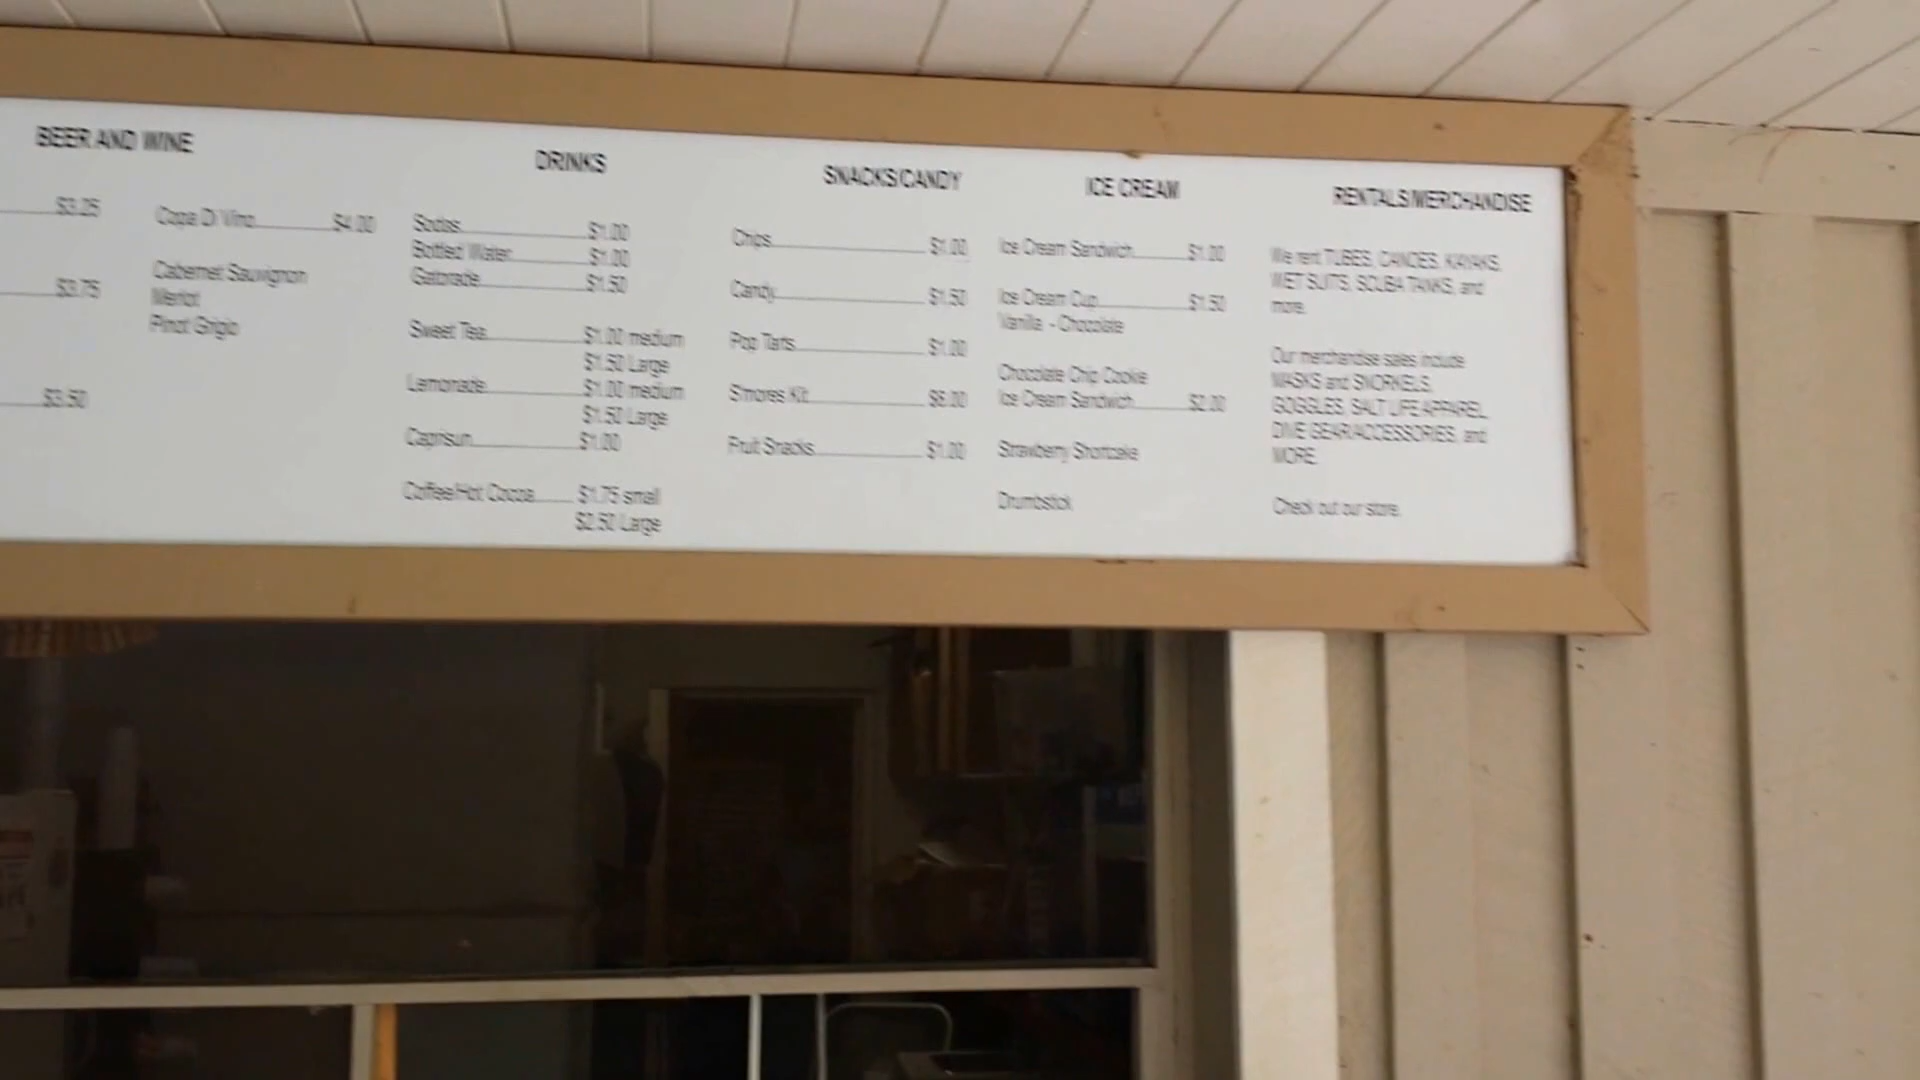 BEER AND WINE
$3.25
$3.75
$3.50
Copa Di Vino $4.00
Cabernet Sauvignon
Merlot
Pinot Grigio
DRINKS
Sodas $1.00
Bottled Water $1.00
Gatorade $1.50
Sweet Tea $1.00 medium
$1.50 Large
Lemonade $1.00 medium
$1.50 Large
Caprisun $1.00
Coffee/Hot Cocoa $1.75 small
$2.50 Large
SNACKS/CANDY
Chips $1.00
Candy $1.50
Pop Tarts $1.00
S'mores Kit $6.00
Fruit Snacks $1.00
ICE CREAM
Ice Cream Sandwich $1.00
Ice Cream Cup $1.50
Vanilla - Chocolate
Chocolate Chip Cookie
Ice Cream Sandwich $2.00
Strawberry Shortcake
Drumbstick
RENTALS/MERCHANDISE
We rent TUBES, CANOES, KAYAKS,
WET SUITS, SCUBA TANKS, and
more.
Our merchandise sales include
MASKS and SNORKELS,
GOGGLES, SALT LIFE APPAREL,
DIVE GEAR/ACCESSORIES, and
MORE.
Check out our store.